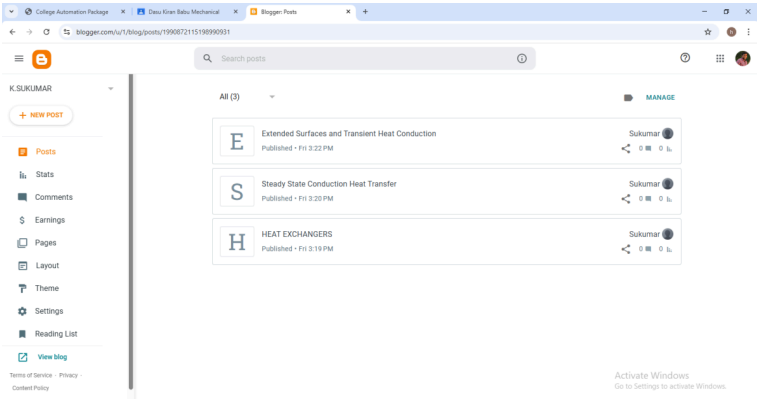 College Automation Package
Dasu Kiran Babu Mechanical
Blogger: Posts
blogger.com/u/1/blog/posts/1990872115198990931
h
Search posts
K.SUKUMAR
All (3)
MANAGE
+ NEW POST
Posts
Stats
Comments
$ Earnings
Pages
Layout
Theme
Settings
Reading List
View blog
Terms of Service · Privacy ·
Content Policy
E
Extended Surfaces and Transient Heat Conduction
Sukumar
Published • Fri 3:22 PM
0 0
S
Steady State Conduction Heat Transfer
Sukumar
Published • Fri 3:20 PM
0 0
H
HEAT EXCHANGERS
Sukumar
Published • Fri 3:19 PM
0 0
Activate Windows
Go to Settings to activate Windows.